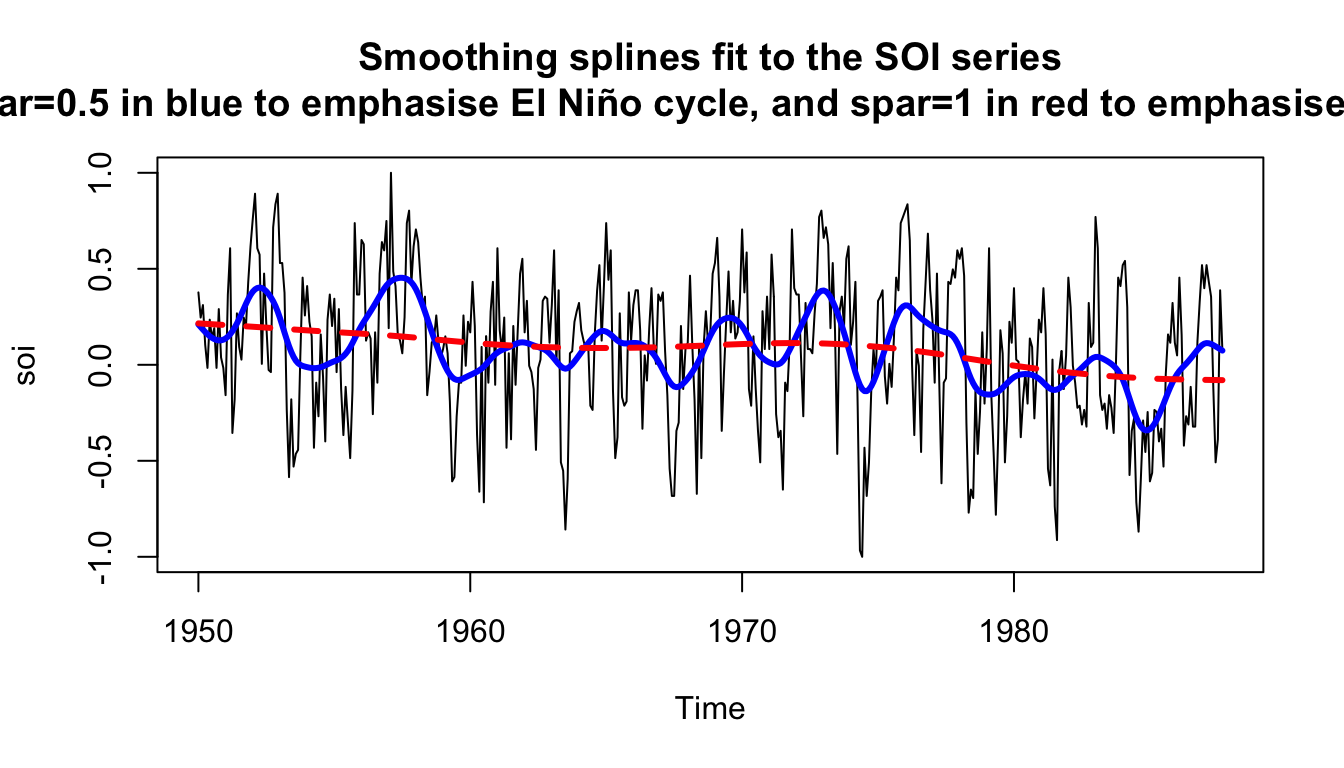 Smoothing splines fit to the SOI series
ar=0.5 in blue to emphasise El Niño cycle, and spar=1 in red to emphasise
1.0
0.5
0.0
-0.5
-1.0
soi
1950 1960 1970 1980
Time